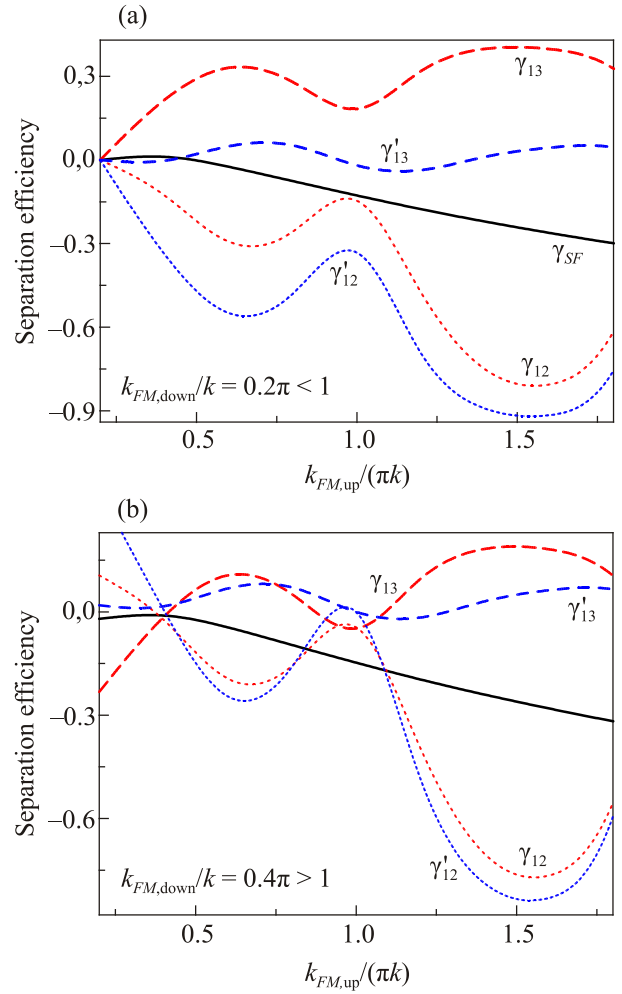 (a)
0,3
0,0
−0.3
−0.6
−0.9
Separation efficiency
γ13
γ'13
γSF
γ'12
γ12
kFM,down/k = 0.2π < 1
0.5 1.0 1.5
kFM,up/(πk)
(b)
0,0
−0.3
−0.6
Separation efficiency
γ13
γ'13
γ12
γ'12
kFM,down/k = 0.4π > 1
0.5 1.0 1.5
kFM,up/(πk)